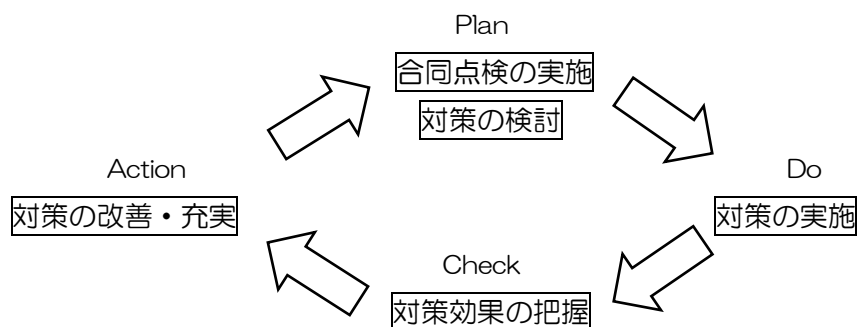 Plan
合同点検の実施
対策の検討
Action
Do
対策の改善・充実
対策の実施
Check
対策効果の把握